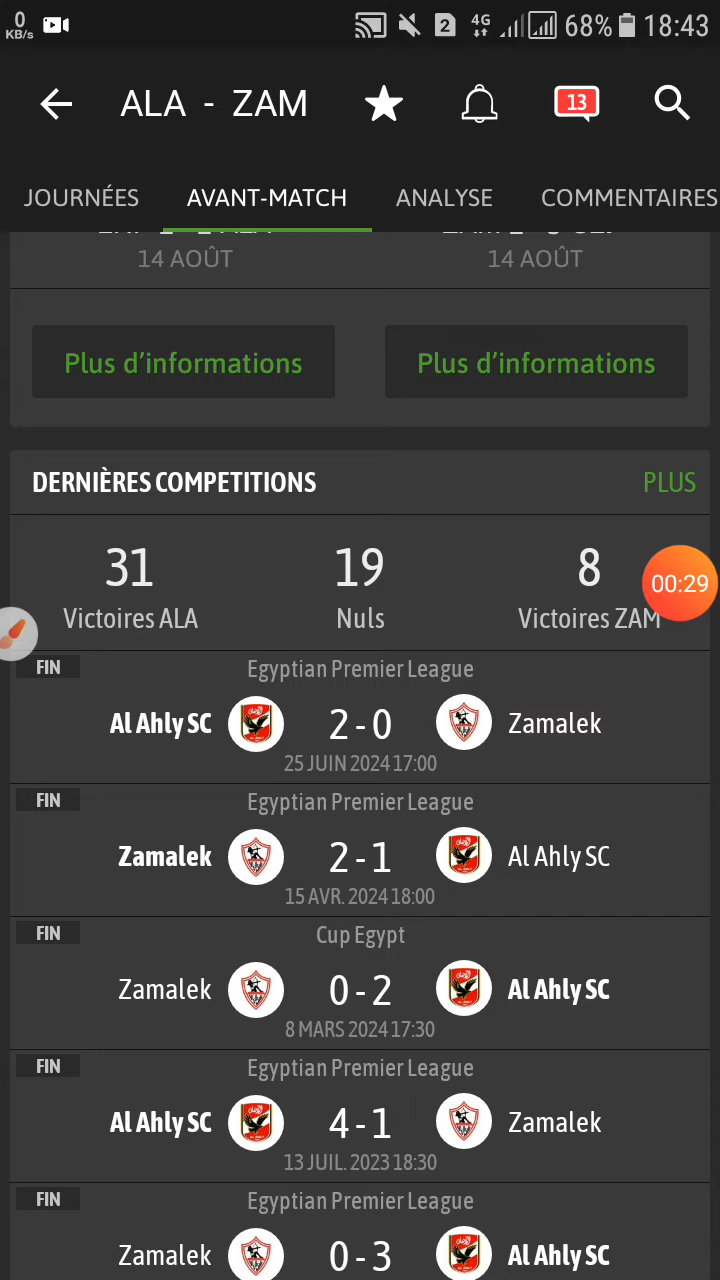 0
KB/s
2
4G
68%
18:43
ALA - ZAM
13
JOURNÉES
AVANT-MATCH
ANALYSE
COMMENTAIRES
14 AOÛT
14 AOÛT
Plus d’informations
Plus d’informations
DERNIÈRES COMPETITIONS
PLUS
31
19
8
00:29
Victoires ALA
Nuls
Victoires ZAM
FIN
Egyptian Premier League
Al Ahly SC 2 - 0 Zamalek
25 JUIN 2024 17:00
FIN
Egyptian Premier League
Zamalek 2 - 1 Al Ahly SC
15 AVR. 2024 18:00
FIN
Cup Egypt
Zamalek 0 - 2 Al Ahly SC
8 MARS 2024 17:30
FIN
Egyptian Premier League
Al Ahly SC 4 - 1 Zamalek
13 JUIL. 2023 18:30
FIN
Egyptian Premier League
Zamalek 0 - 3 Al Ahly SC